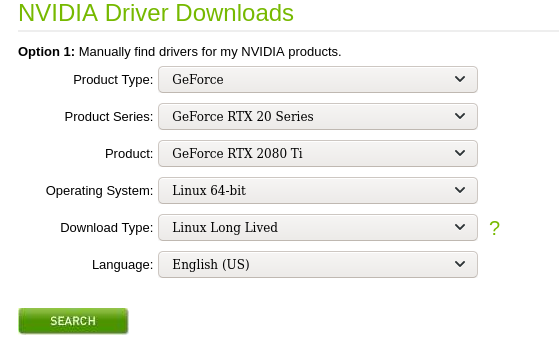 NVIDIA Driver Downloads
Option 1: Manually find drivers for my NVIDIA products.
Product Type: GeForce
Product Series: GeForce RTX 20 Series
Product: GeForce RTX 2080 Ti
Operating System: Linux 64-bit
Download Type: Linux Long Lived ?
Language: English (US)
SEARCH